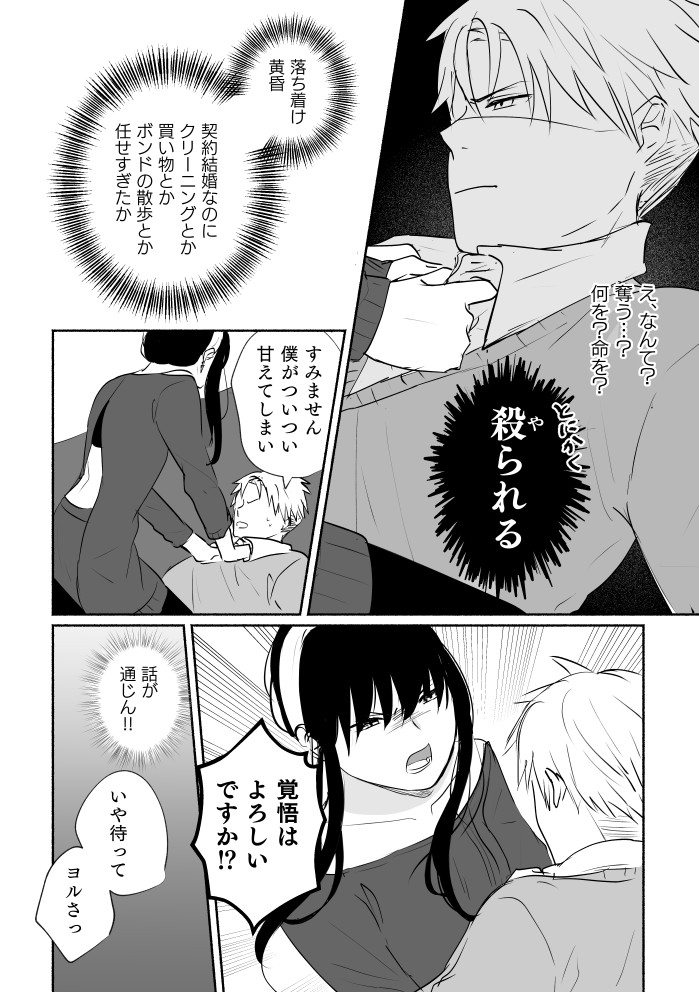 え、なんて？
奪う…？
何を？命を？
とにかく
殺られる
や
落ち着け
黄昏
契約結婚なのに
クリーニングとか
買い物とか
ボンドの散歩とか
任せすぎたか
すみません
僕がついつい
甘えてしまい
覚悟は
よろしい
ですか!?
話が
通じん!!
いや待って
ヨルさっ